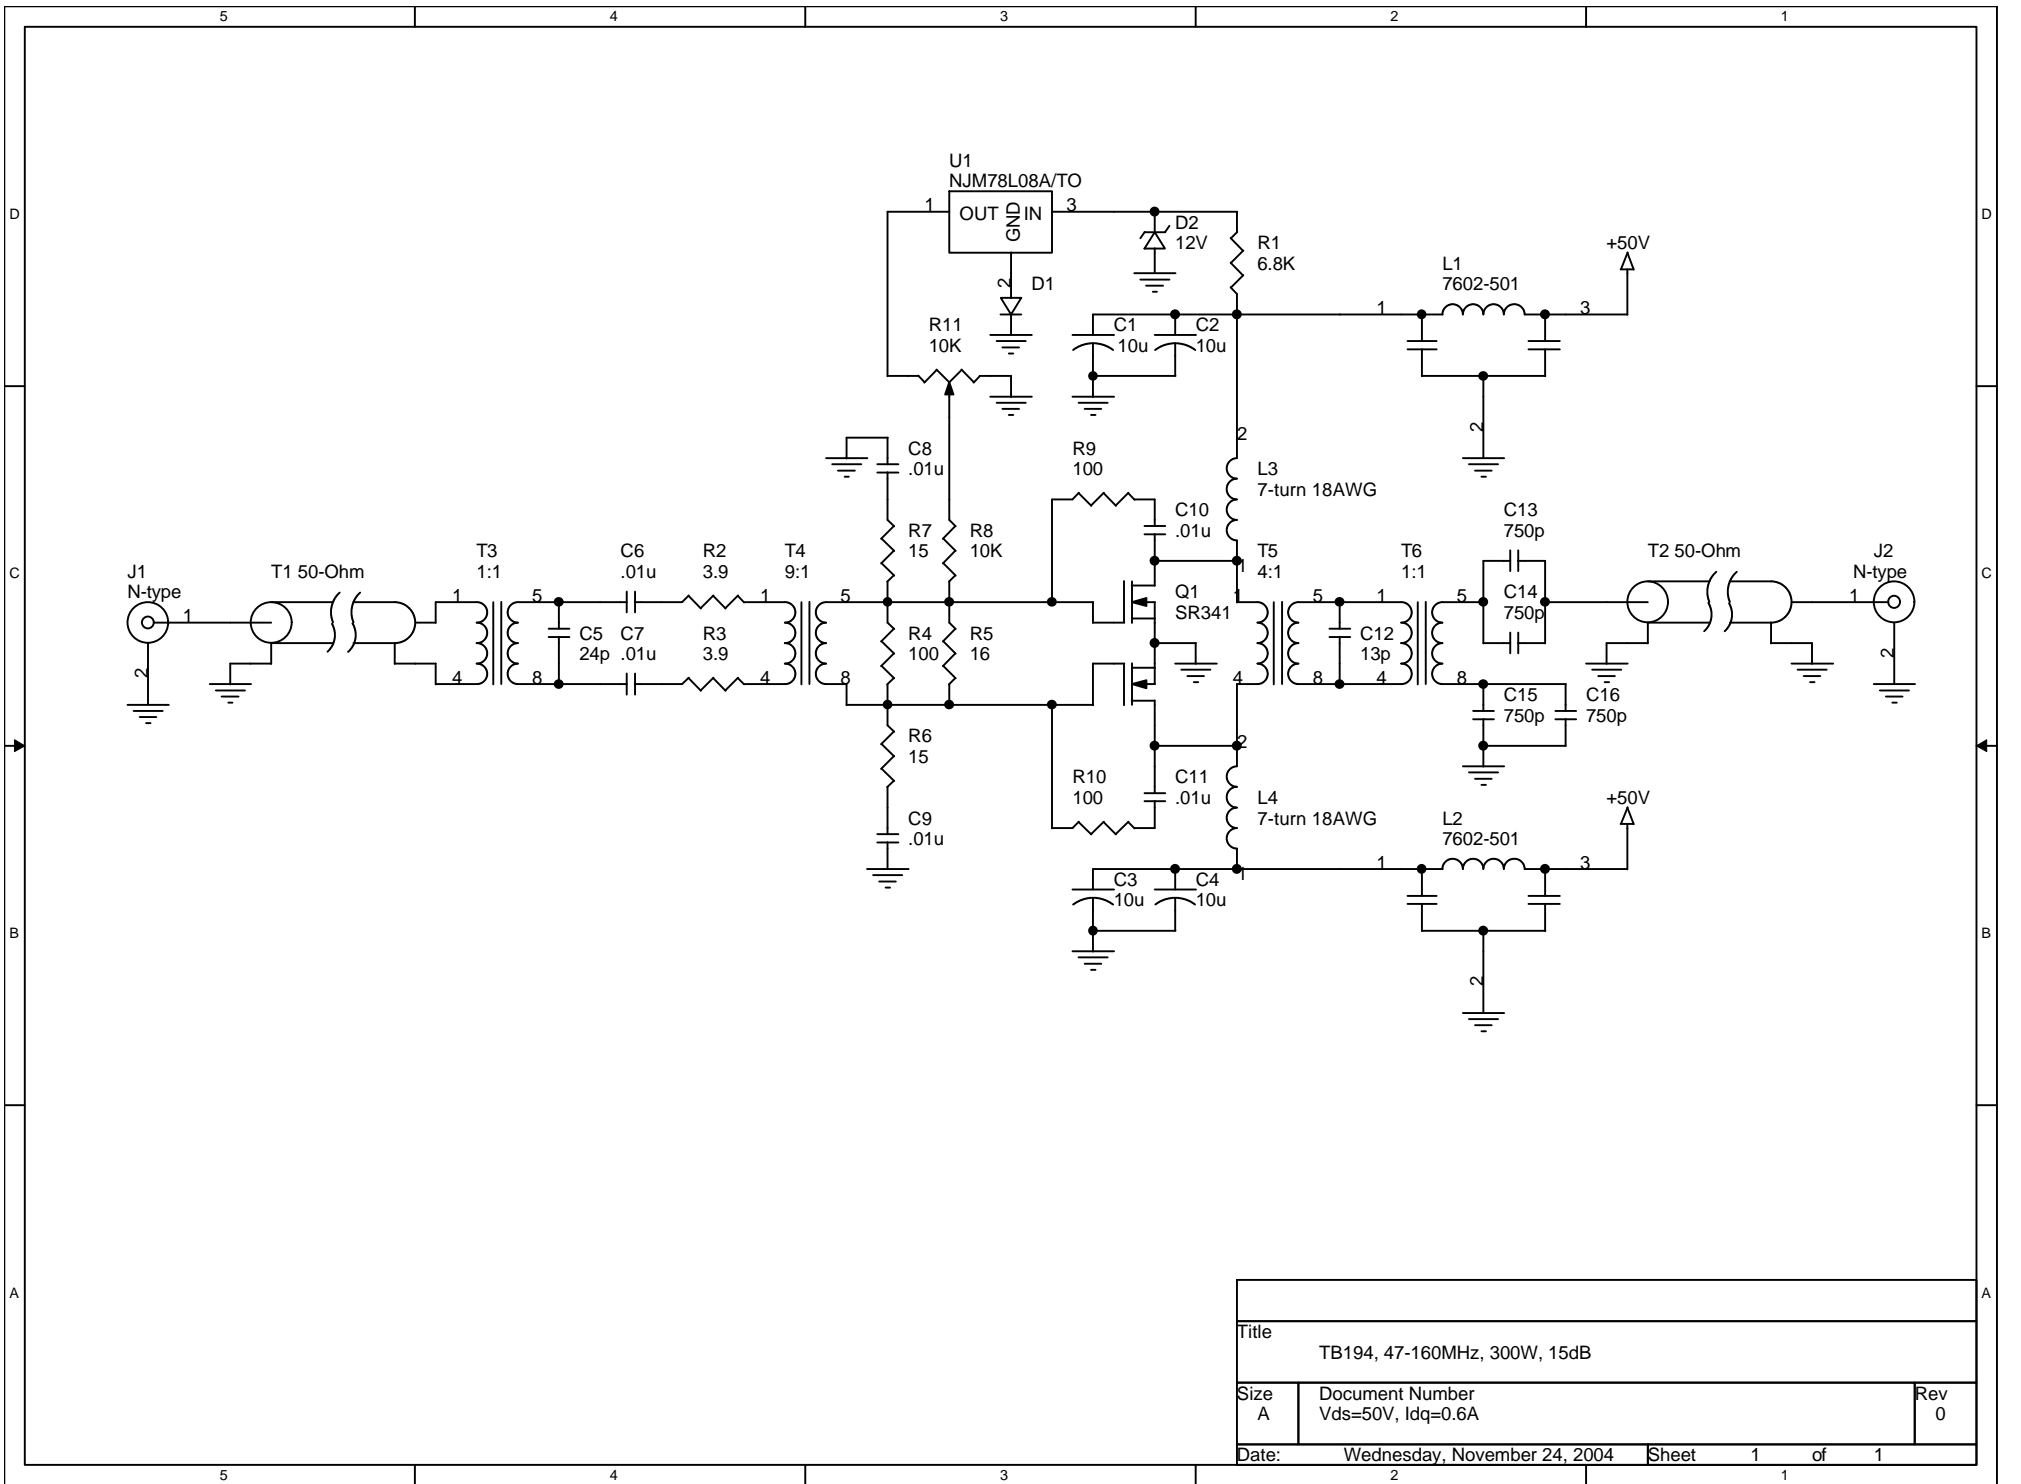 5 4 3 2 1
D D
U1
NJM78L08A/TO
1 OUT GND IN 3
D2
12V
R1
6.8K
+50V
L1
7602-501
2
D1
R11
10K
C1
10u
C2
10u
1 3
2
2
C8
.01u
R9
100
L3
7-turn 18AWG
C10
.01u
C13
750p
R7
15
R8
10K
C C
J1
N-type
T1 50-Ohm
T3
1:1
C6
.01u
R2
3.9
T4
9:1
T5
4:1
T6
1:1
T2 50-Ohm
J2
N-type
1
Q1
SR341
C14
750p
1 1 5 1 5 1 5 1 5 1
C5
24p
C7
.01u
R3
3.9
R4
100
R5
16
C12
13p
2 4 8 4 8 4 8 4 8 2
C15
750p
C16
750p
R6
15
2
R10
100
C11
.01u
L4
7-turn 18AWG
+50V
L2
7602-501
C9
.01u
1 1 3
C3
10u
C4
10u
B B
2
A A
Title
TB194, 47-160MHz, 300W, 15dB
Size
A
Document Number
Vds=50V, Idq=0.6A
Rev
0
Date: Wednesday, November 24, 2004 Sheet 1 of 1
5 4 3 2 1